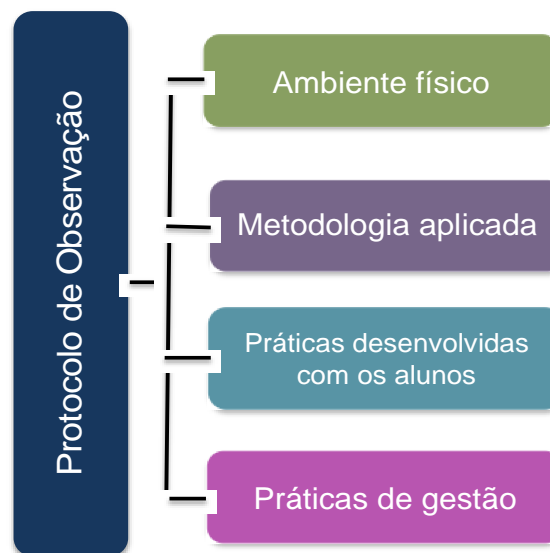 Protocolo de Observação
Ambiente físico
Metodologia aplicada
Práticas desenvolvidas
com os alunos
Práticas de gestão